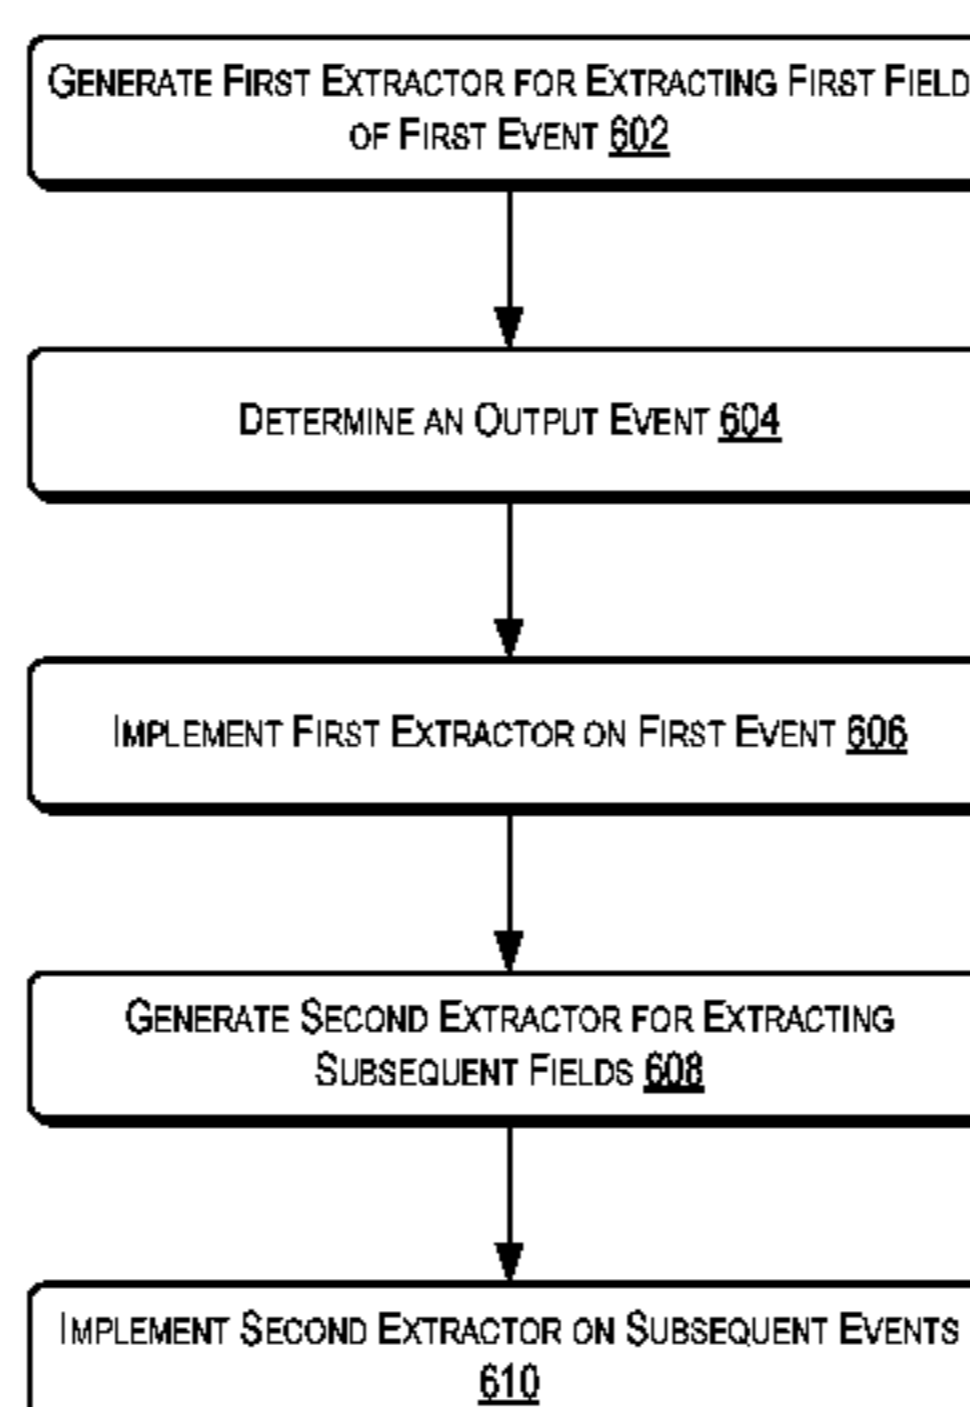 GENERATE FIRST EXTRACTOR FOR EXTRACTING FIRST FIELD
OF FIRST EVENT 602
DETERMINE AN OUTPUT EVENT 604
IMPLEMENT FIRST EXTRACTOR ON FIRST EVENT 606
GENERATE SECOND EXTRACTOR FOR EXTRACTING
SUBSEQUENT FIELDS 608
IMPLEMENT SECOND EXTRACTOR ON SUBSEQUENT EVENTS
610